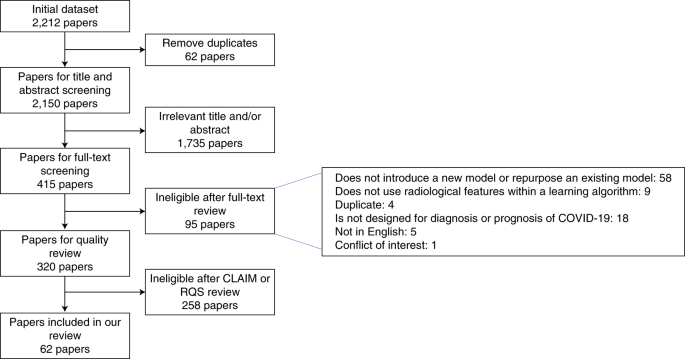 Initial dataset
2,212 papers
Remove duplicates
62 papers
Papers for title and
abstract screening
2,150 papers
Irrelevant title and/or
abstract
1,735 papers
Papers for full-text
screening
415 papers
Ineligible after full-text
review
95 papers
Does not introduce a new model or repurpose an existing model: 58
Does not use radiological features within a learning algorithm: 9
Duplicate: 4
Is not designed for diagnosis or prognosis of COVID-19: 18
Not in English: 5
Conflict of interest: 1
Papers for quality
review
320 papers
Ineligible after CLAIM or
RQS review
258 papers
Papers included in our
review
62 papers